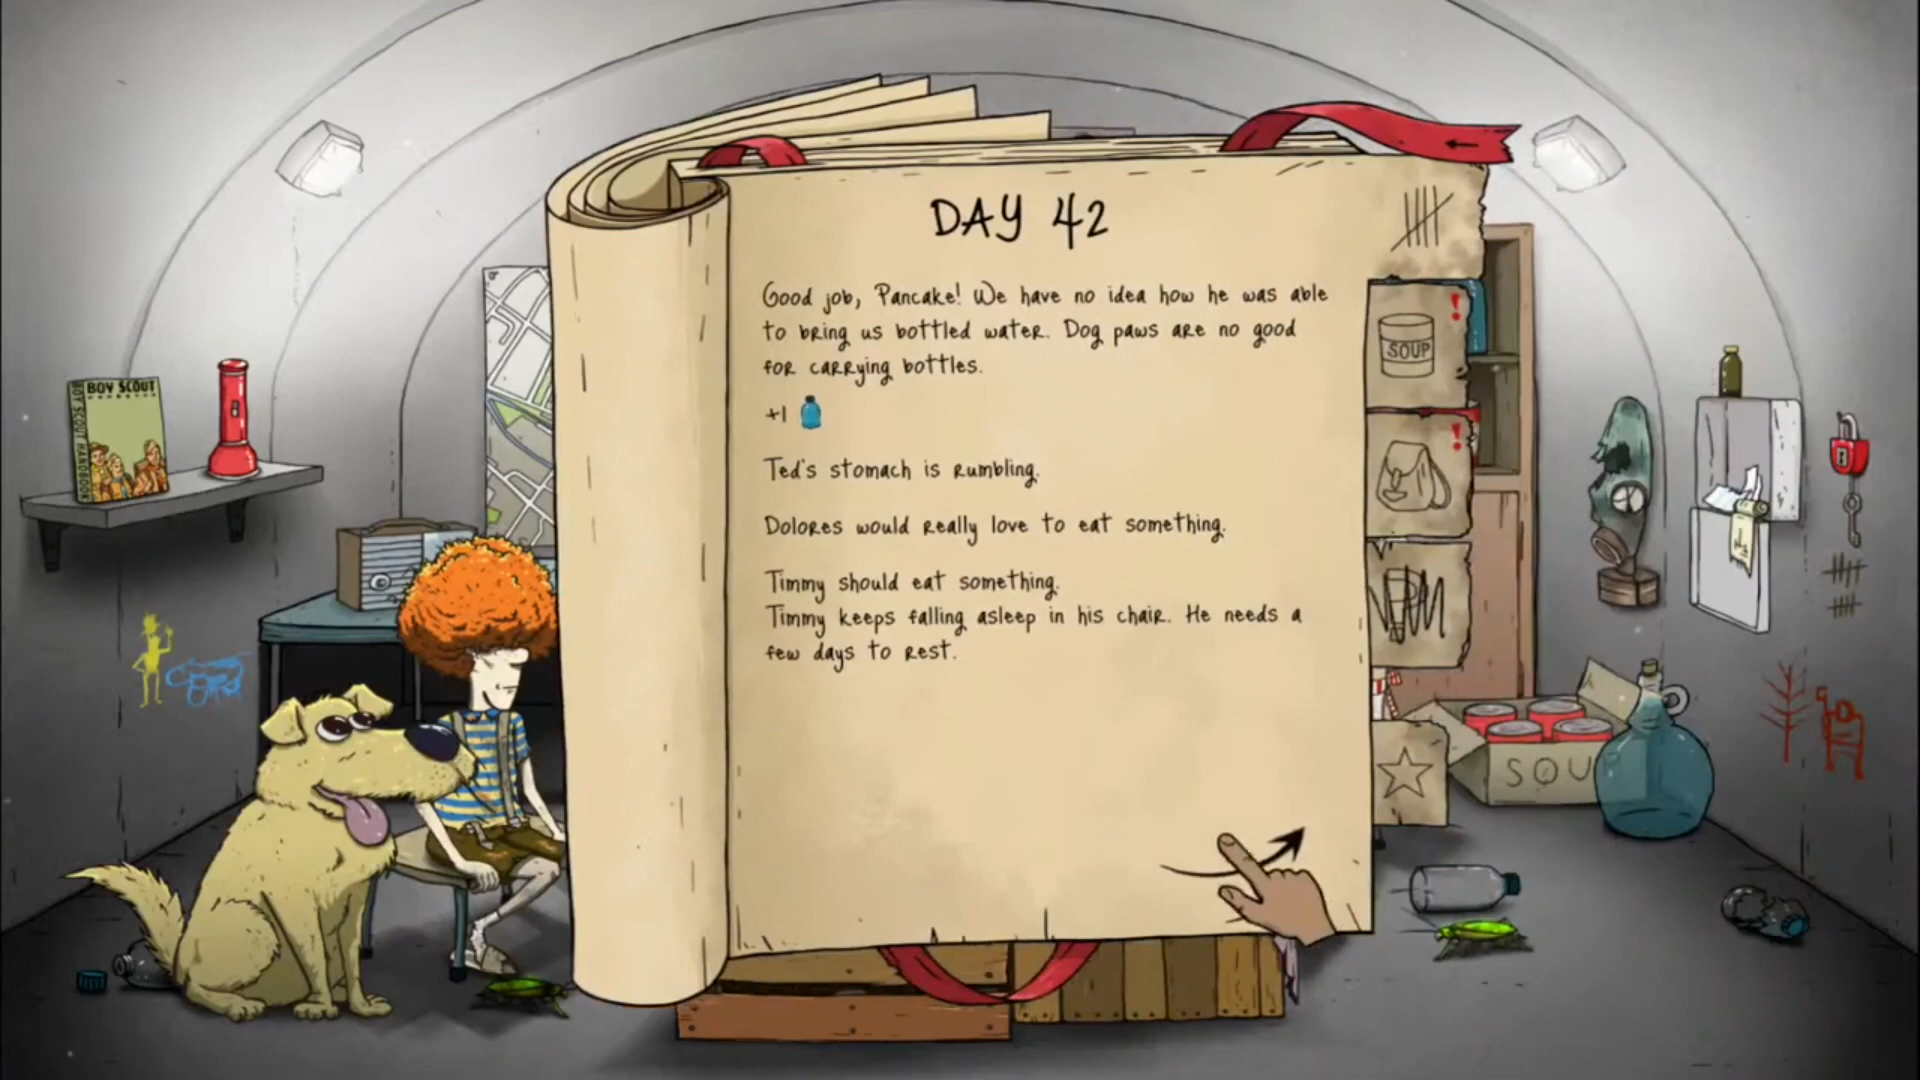 DAY 42
Good job, Pancake! We have no idea how he was able
to bring us bottled water. Dog paws are no good
for carrying bottles.
+1
Ted's stomach is rumbling.
Dolores would really love to eat something.
Timmy should eat something.
Timmy keeps falling asleep in his chair. He needs a
few days to rest.
!
SOUP
!
BOY SCOUT
BOY SCOUT HANDBOOK
SOU